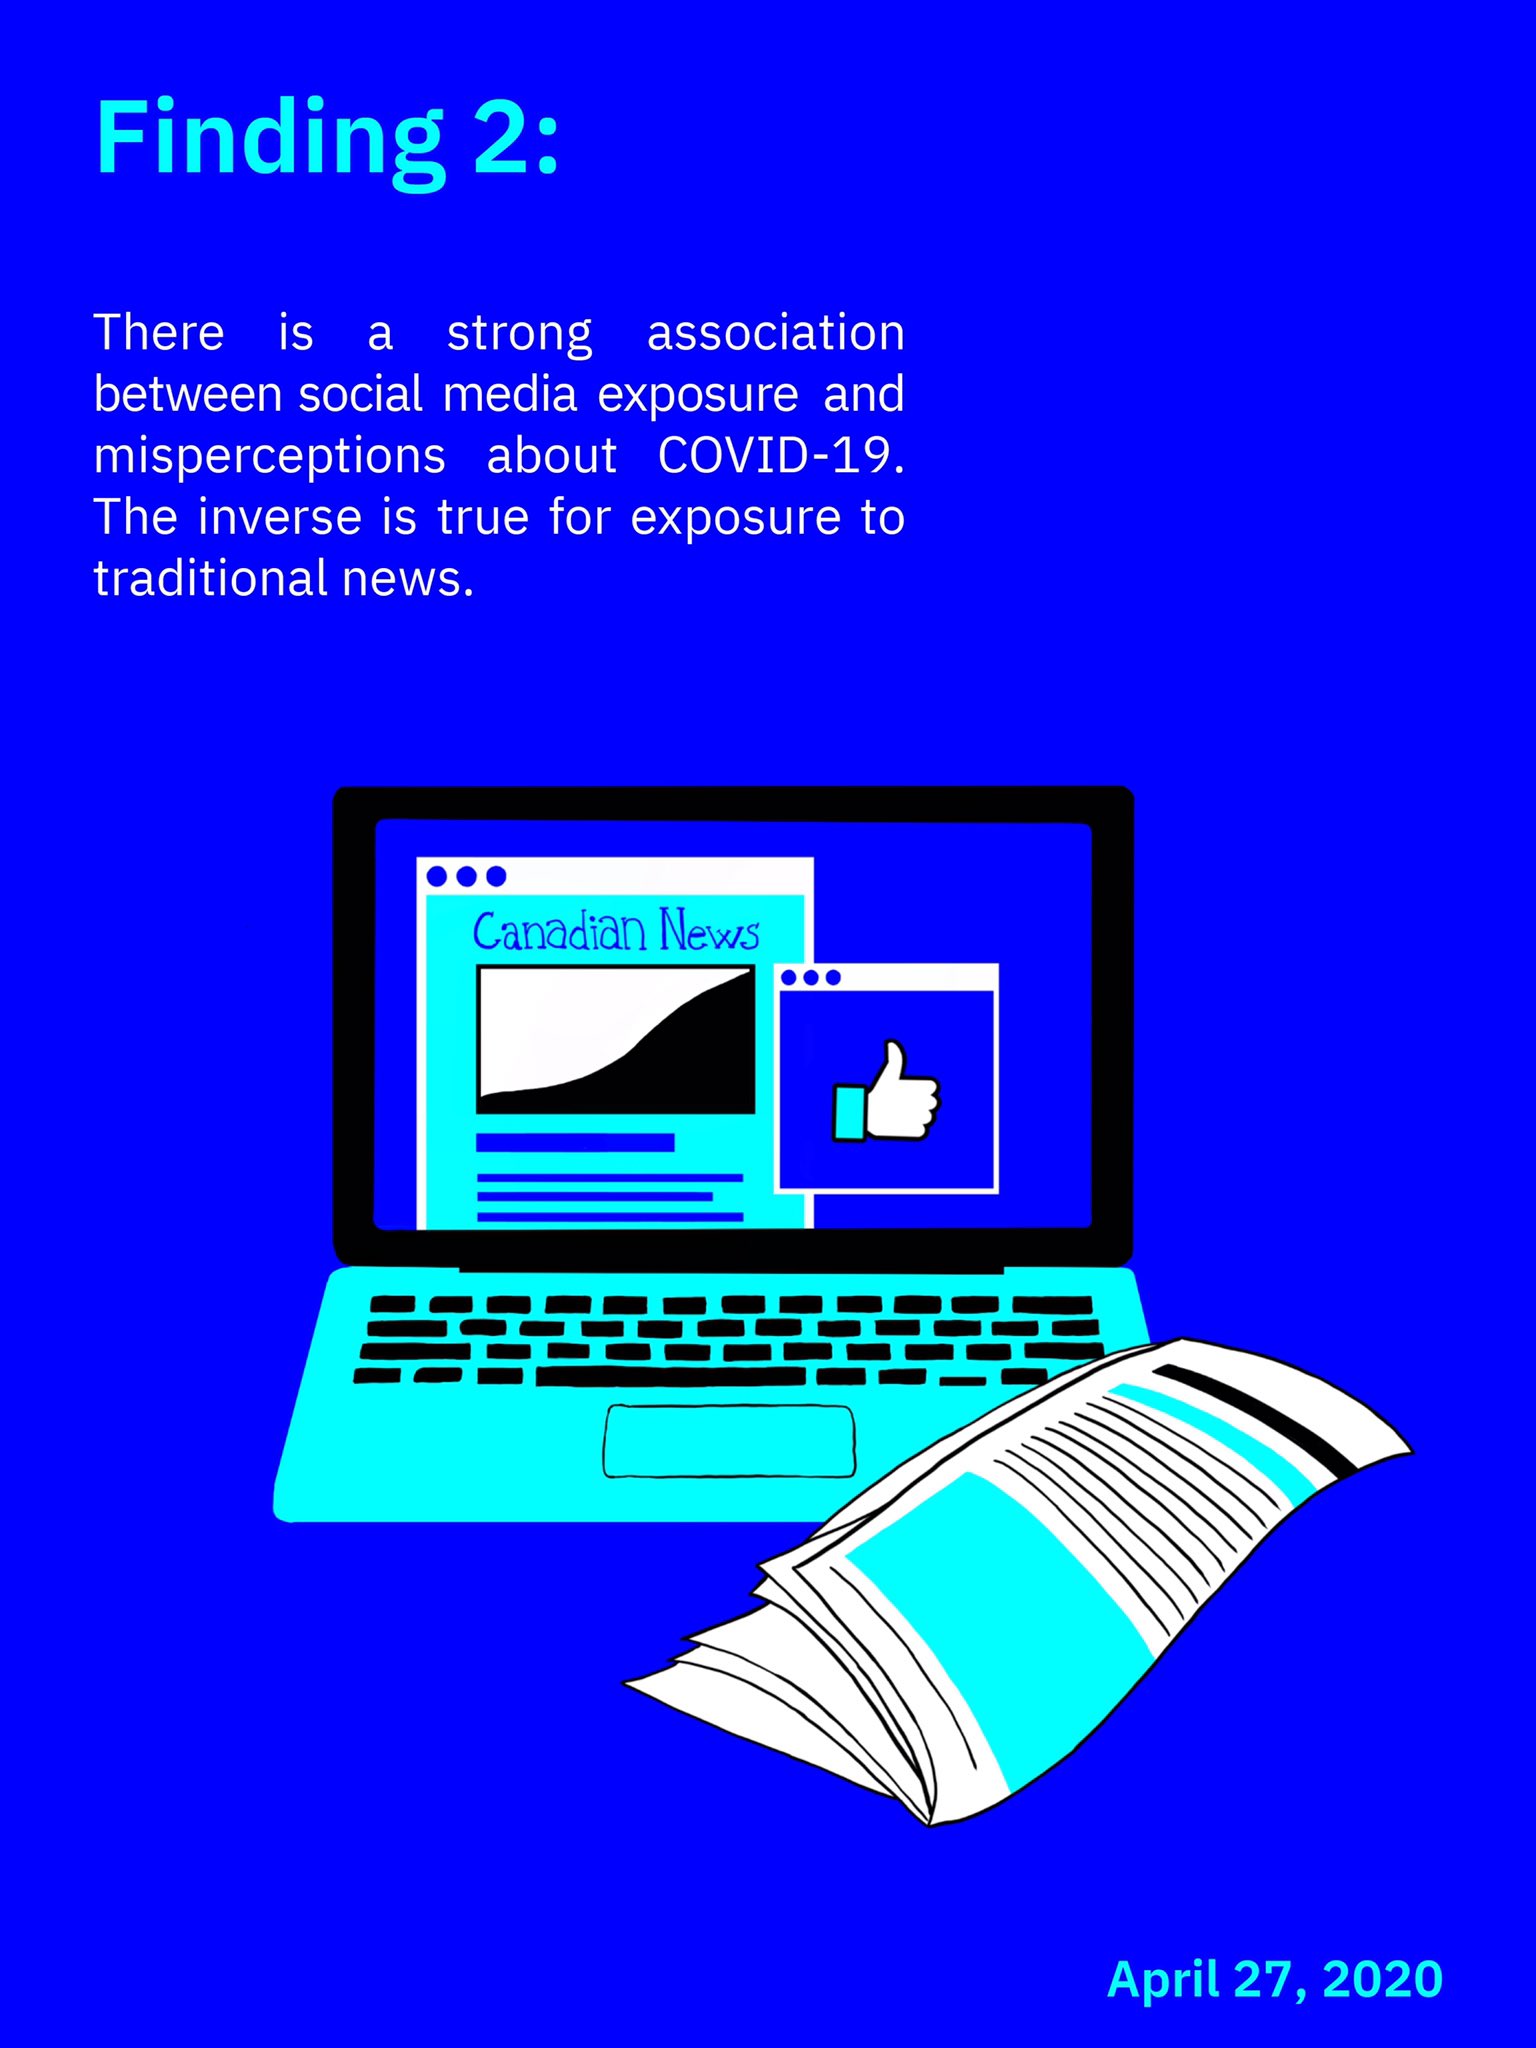 Finding 2:
There is a strong association
between social media exposure and
misperceptions about COVID-19.
The inverse is true for exposure to
traditional news.
Canadian News
April 27, 2020